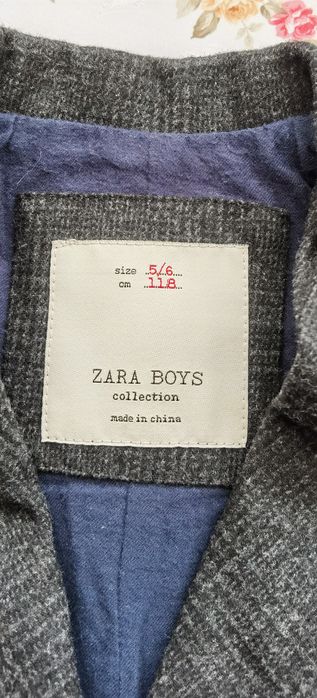 size 5/6
cm 118
ZARA BOYS
collection
made in china